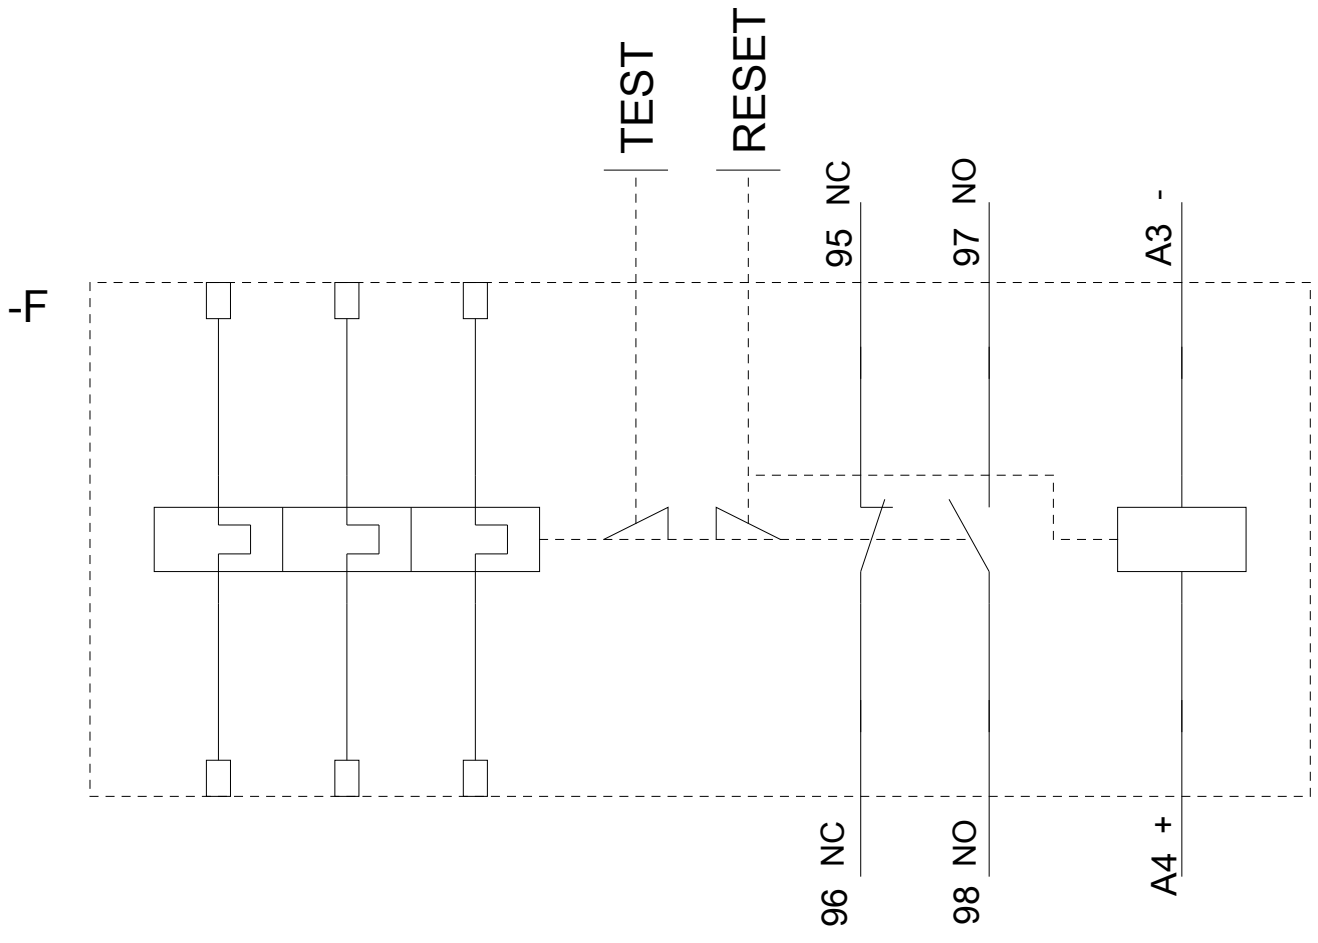 TEST
RESET
95 NC
97 NO
A3 -
-F
96 NC
98 NO
A4 +